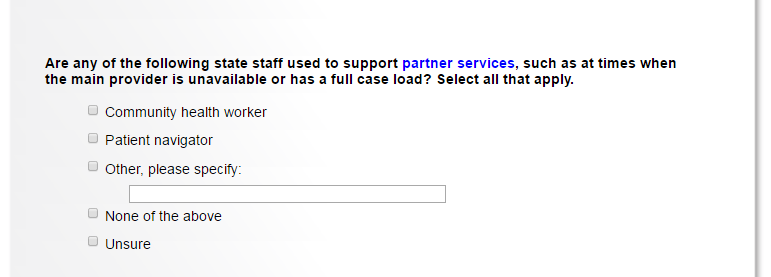 Are any of the following state staff used to support partner services, such as at times when
the main provider is unavailable or has a full case load? Select all that apply.
Community health worker
Patient navigator
Other, please specify:
None of the above
Unsure